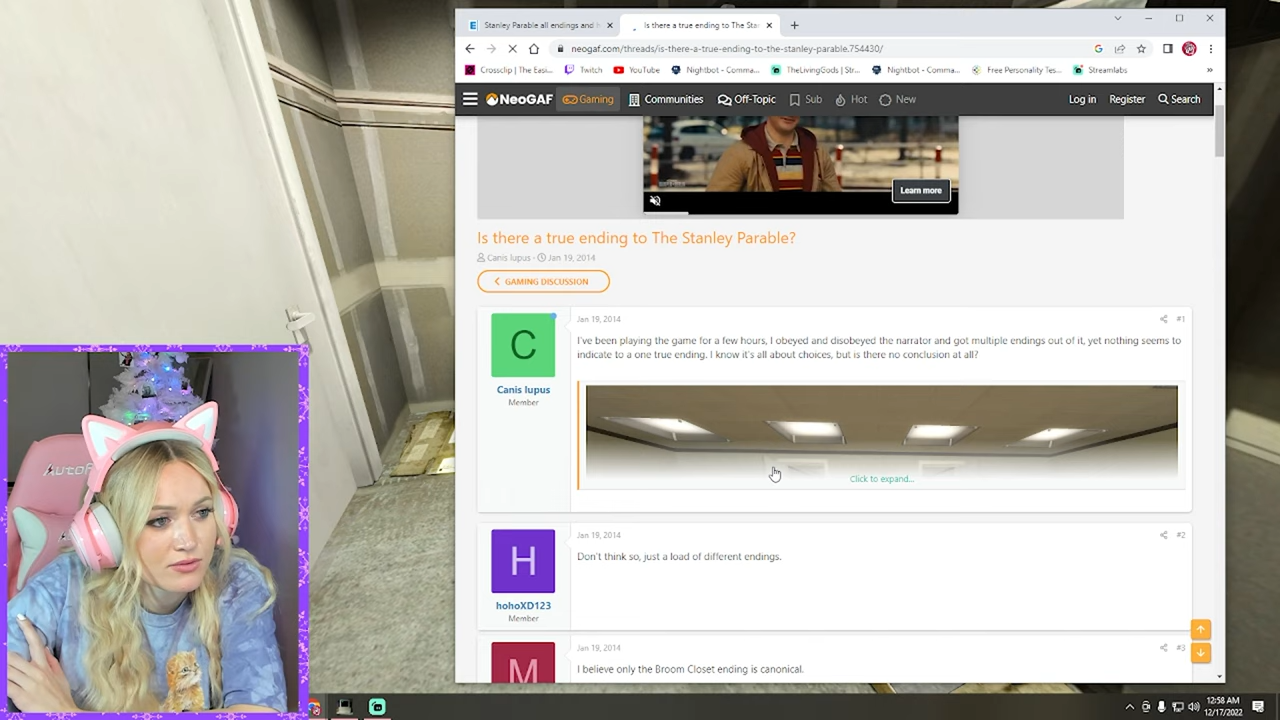 Stanley Parable all endings and h
Is there a true ending to The Sta
neogaf.com/threads/is-there-a-true-ending-to-the-stanley-parable.754430/
Crossclip | The Easi... Twitch YouTube Nightbot - Comma... TheLivingGods | Str... Nightbot - Comma... Free Personality Tes... Streamlabs
NeoGAF Gaming Communities Off-Topic Sub Hot New Log in Register Search
Learn more
Is there a true ending to The Stanley Parable?
Canis lupus · Jan 19, 2014
GAMING DISCUSSION
Jan 19, 2014 #1
C
Canis lupus
Member
I've been playing the game for a few hours, I obeyed and disobeyed the narrator and got multiple endings out of it, yet nothing seems to
indicate to a one true ending. I know it's all about choices, but is there no conclusion at all?
Click to expand...
Jan 19, 2014 #2
H
hohoXD123
Member
Don't think so, just a load of different endings.
Jan 19, 2014 #3
M
I believe only the Broom Closet ending is canonical.
12:58 AM
12/17/2022